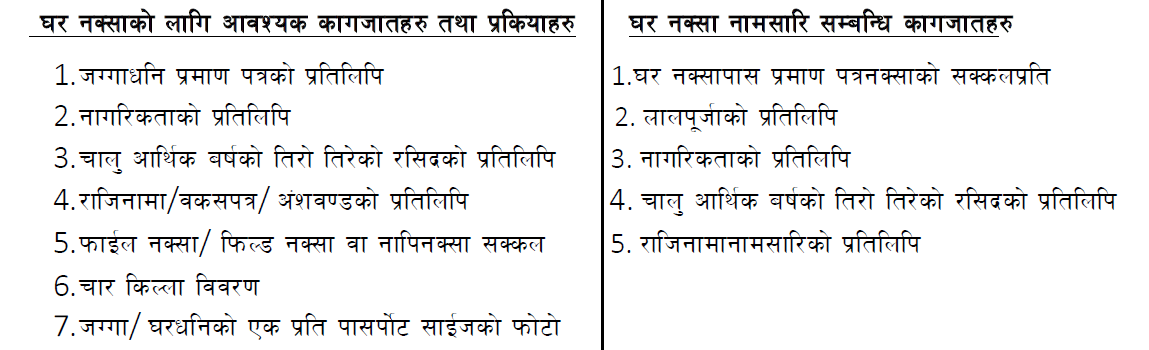 घर नक्साको लागि आवश्यक कागजातहरु तथा प्रकियाहरु
1. जग्गाधनि प्रमाण पत्रको प्रतिलिपि
2. नागरिकताको प्रतिलिपि
3. चालु आर्थिक बर्षको तिरो तिरेको रसिदको प्रतिलिपि
4. राजिनामा/वकसपत्र/ अंशवण्डको प्रतिलिपि
5. फाईल नक्सा/ फिल्ड नक्सा वा नापिनक्सा सक्कल
6. चार किल्ला विवरण
7. जग्गा/ घरधनिको एक प्रति पासर्पोट साईजको फोटो
घर नक्सा नामसारि सम्बन्धि कागजातहरु
1.घर नक्सापास प्रमाण पत्रनक्साको सक्कलप्रति
2. लालपूर्जाको प्रतिलिपि
3. नागरिकताको प्रतिलिपि
4. चालु आर्थिक बर्षको तिरो तिरेको रसिदको प्रतिलिपि
5. राजिनामानामसारिको प्रतिलिपि